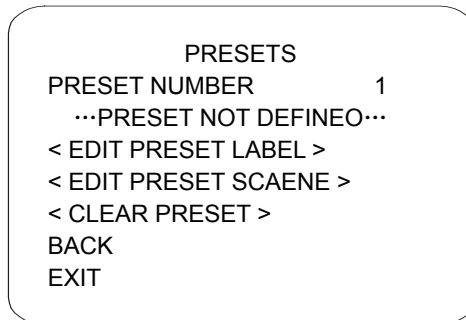 PRESETS
PRESET NUMBER 1
···PRESET NOT DEFINEO···
< EDIT PRESET LABEL >
< EDIT PRESET SCAENE >
< CLEAR PRESET >
BACK
EXIT